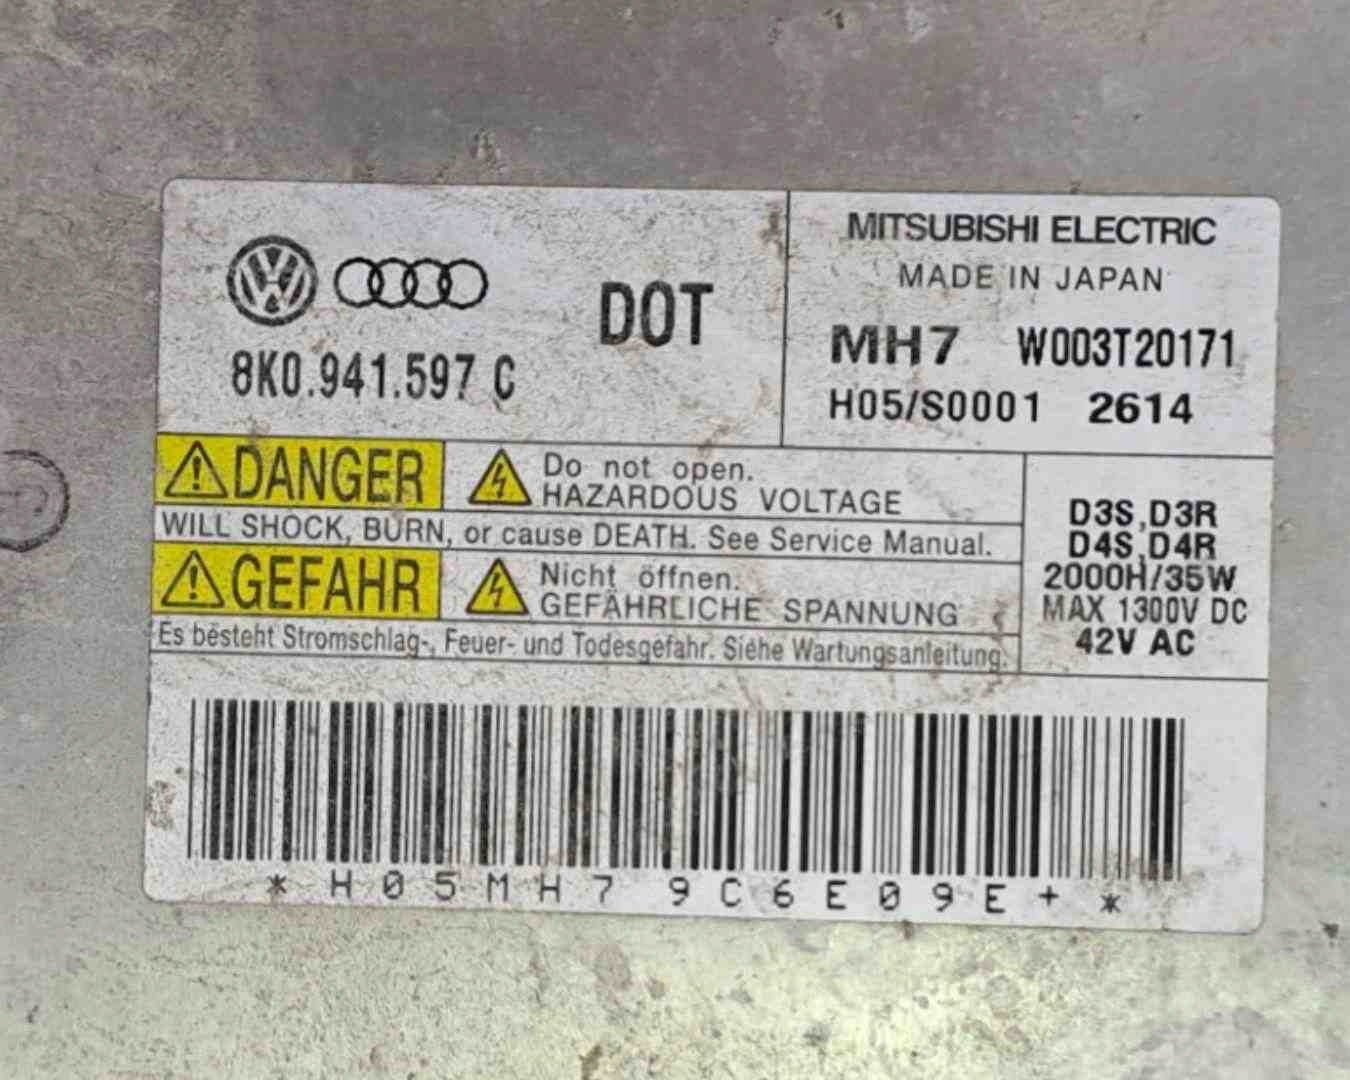 DOT
8K0.941.597 C
MITSUBISHI ELECTRIC
MADE IN JAPAN
MH7 W003T20171
H05/S0001 2614
DANGER
Do not open.
HAZARDOUS VOLTAGE
WILL SHOCK, BURN, or cause DEATH. See Service Manual.
GEFAHR
Nicht öffnen.
GEFÄHRLICHE SPANNUNG
Es besteht Stromschlag-, Feuer- und Todesgefahr. Siehe Wartungsanleitung.
D3S,D3R
D4S,D4R
2000H/35W
MAX 1300V DC
42V AC
* H05MH7 9C6E09E+ *